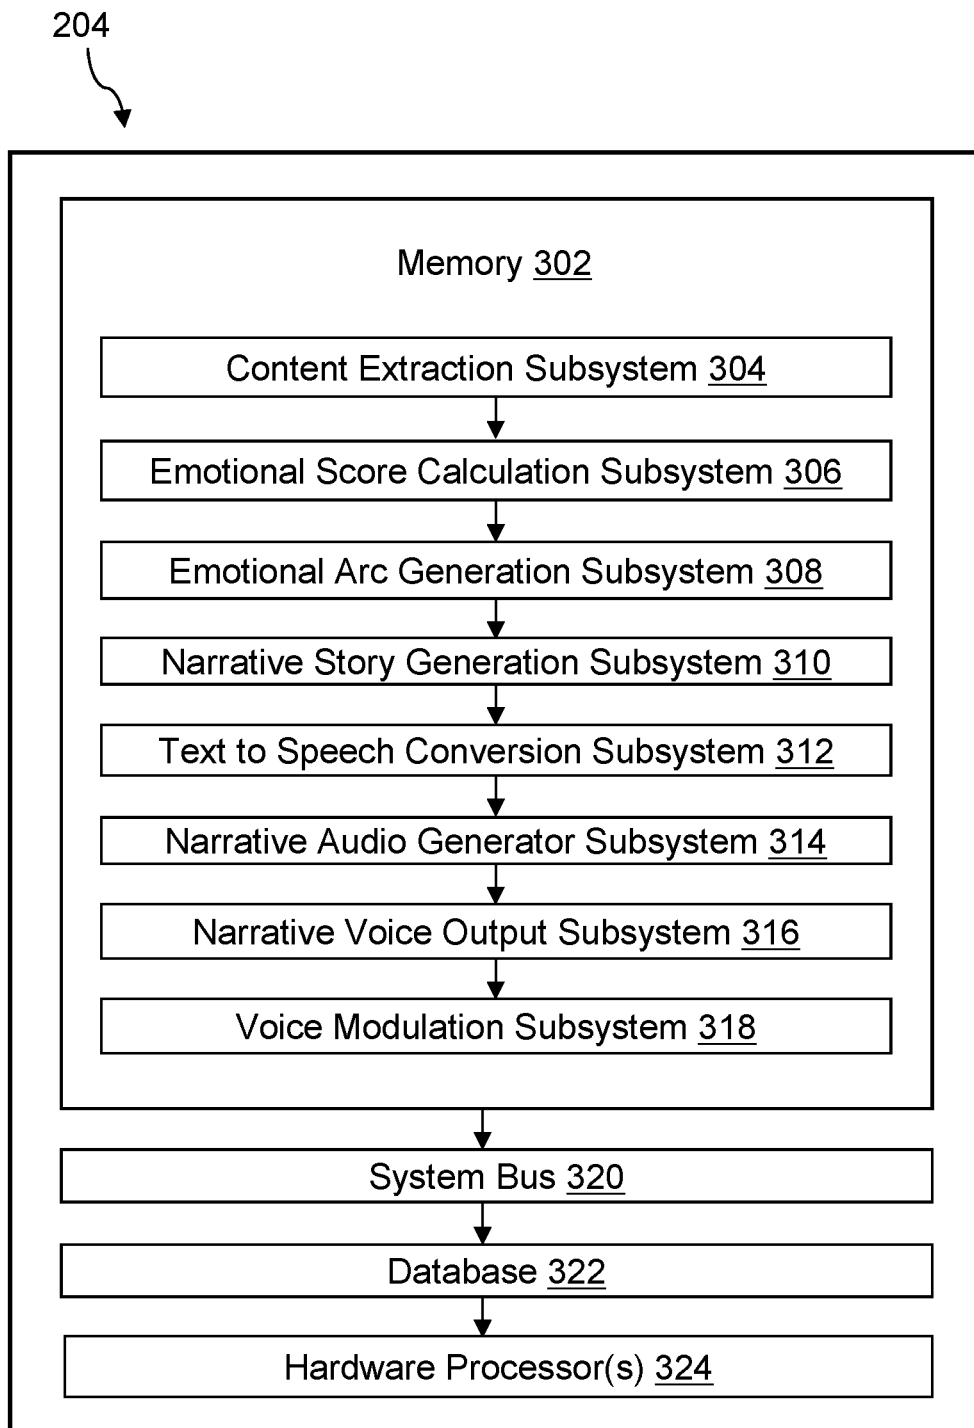 204
Memory 302
Content Extraction Subsystem 304
Emotional Score Calculation Subsystem 306
Emotional Arc Generation Subsystem 308
Narrative Story Generation Subsystem 310
Text to Speech Conversion Subsystem 312
Narrative Audio Generator Subsystem 314
Narrative Voice Output Subsystem 316
Voice Modulation Subsystem 318
System Bus 320
Database 322
Hardware Processor(s) 324